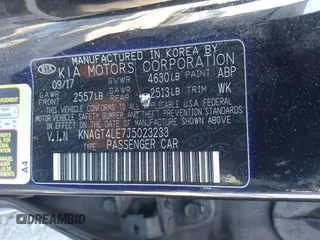 MANUFACTURED IN KOREA BY
KIA KIA MOTORS CORPORATION
09/17 GVWR 4630LB PAINT ABP
GAWR FRONT 2557LB GAWR REAR 2513LB TRIM WK
THIS VEHICLE CONFORMS TO ALL APPLICABLE U.S. FEDERAL
MOTOR VEHICLE SAFETY, BUMPER, AND THEFT PREVENTION
STANDARDS IN EFFECT ON THE DATE OF MANUFACTURE SHOWN ABOVE
V.I.N KNAGT4LE7J5023233
TYPE PASSENGER CAR
A4
DREAMBID